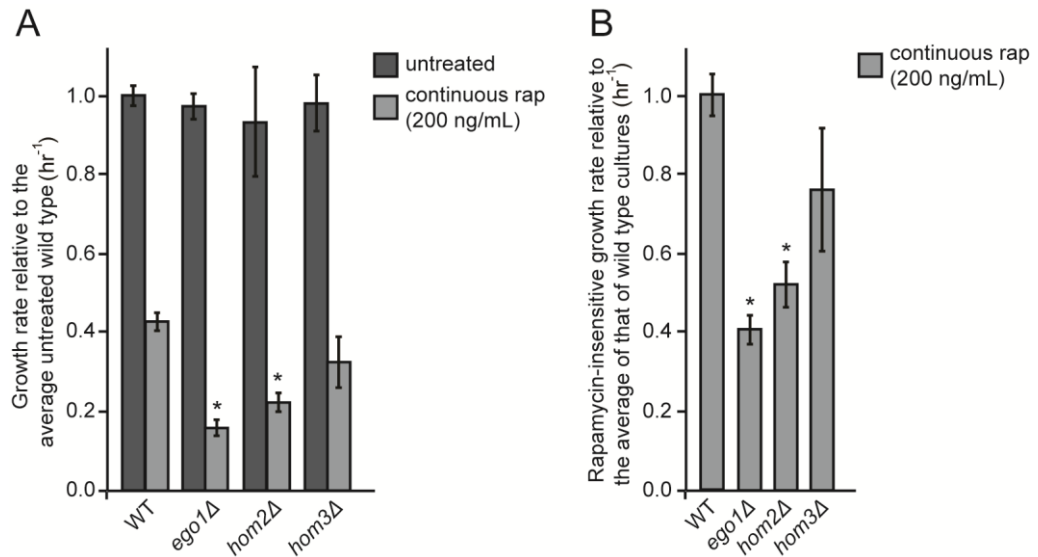 A
untreated
continuous rap
(200 ng/mL)
Growth rate relative to the
average untreated wild type (hr-1)
1.0
0.8
0.6
0.4
0.2
0.0
*
*
WT
ego1Δ
hom2Δ
hom3Δ
B
continuous rap
(200 ng/mL)
Rapamycin-insensitive growth rate relative to
the average of that of wild type cultures (hr-1)
1.0
0.8
0.6
0.4
0.2
0.0
*
*
WT
ego1Δ
hom2Δ
hom3Δ